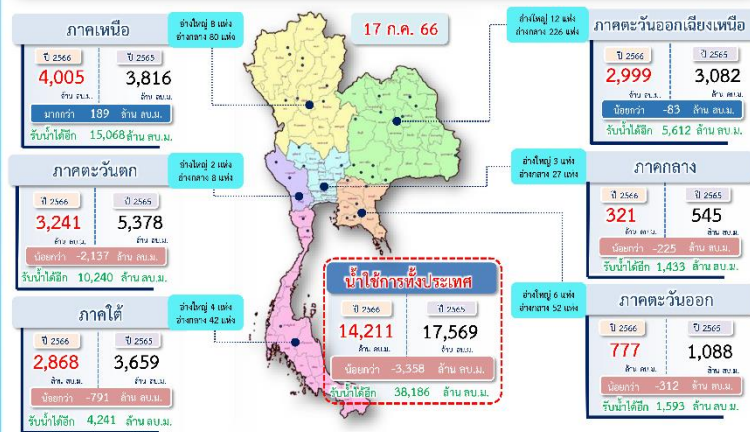 17 ก.ค. 66
ภาคเหนือ
ปี 2566 ปี 2565
4,005 3,816
ล้าน ลบ.ม. ล้าน ลบ.ม.
มากกว่า 189 ล้าน ลบ.ม.
รับน้ำได้อีก 15,068 ล้าน ลบ.ม.
อ่างใหญ่ 8 แห่ง
อ่างกลาง 80 แห่ง
ภาคตะวันออกเฉียงเหนือ
ปี 2566 ปี 2565
2,999 3,082
ล้าน ลบ.ม. ล้าน ลบ.ม.
น้อยกว่า -83 ล้าน ลบ.ม.
รับน้ำได้อีก 5,612 ล้าน ลบ.ม.
อ่างใหญ่ 12 แห่ง
อ่างกลาง 226 แห่ง
ภาคตะวันตก
ปี 2566 ปี 2565
3,241 5,378
ล้าน ลบ.ม. ล้าน ลบ.ม.
น้อยกว่า -2,137 ล้าน ลบ.ม.
รับน้ำได้อีก 10,240 ล้าน ลบ.ม.
อ่างใหญ่ 2 แห่ง
อ่างกลาง 8 แห่ง
ภาคกลาง
ปี 2566 ปี 2565
321 545
ล้าน ลบ.ม. ล้าน ลบ.ม.
น้อยกว่า -225 ล้าน ลบ.ม.
รับน้ำได้อีก 1,433 ล้าน ลบ.ม.
อ่างใหญ่ 3 แห่ง
อ่างกลาง 27 แห่ง
ภาคใต้
ปี 2566 ปี 2565
2,868 3,659
ล้าน ลบ.ม. ล้าน ลบ.ม.
น้อยกว่า -791 ล้าน ลบ.ม.
รับน้ำได้อีก 4,241 ล้าน ลบ.ม.
อ่างใหญ่ 4 แห่ง
อ่างกลาง 42 แห่ง
น้ำใช้การทั้งประเทศ
ปี 2566 ปี 2565
14,211 17,569
ล้าน ลบ.ม. ล้าน ลบ.ม.
น้อยกว่า -3,358 ล้าน ลบ.ม.
รับน้ำได้อีก 38,186 ล้าน ลบ.ม.
อ่างใหญ่ 6 แห่ง
อ่างกลาง 52 แห่ง
ภาคตะวันออก
ปี 2566 ปี 2565
777 1,088
ล้าน ลบ.ม. ล้าน ลบ.ม.
น้อยกว่า -312 ล้าน ลบ.ม.
รับน้ำได้อีก 1,593 ล้าน ลบ.ม.